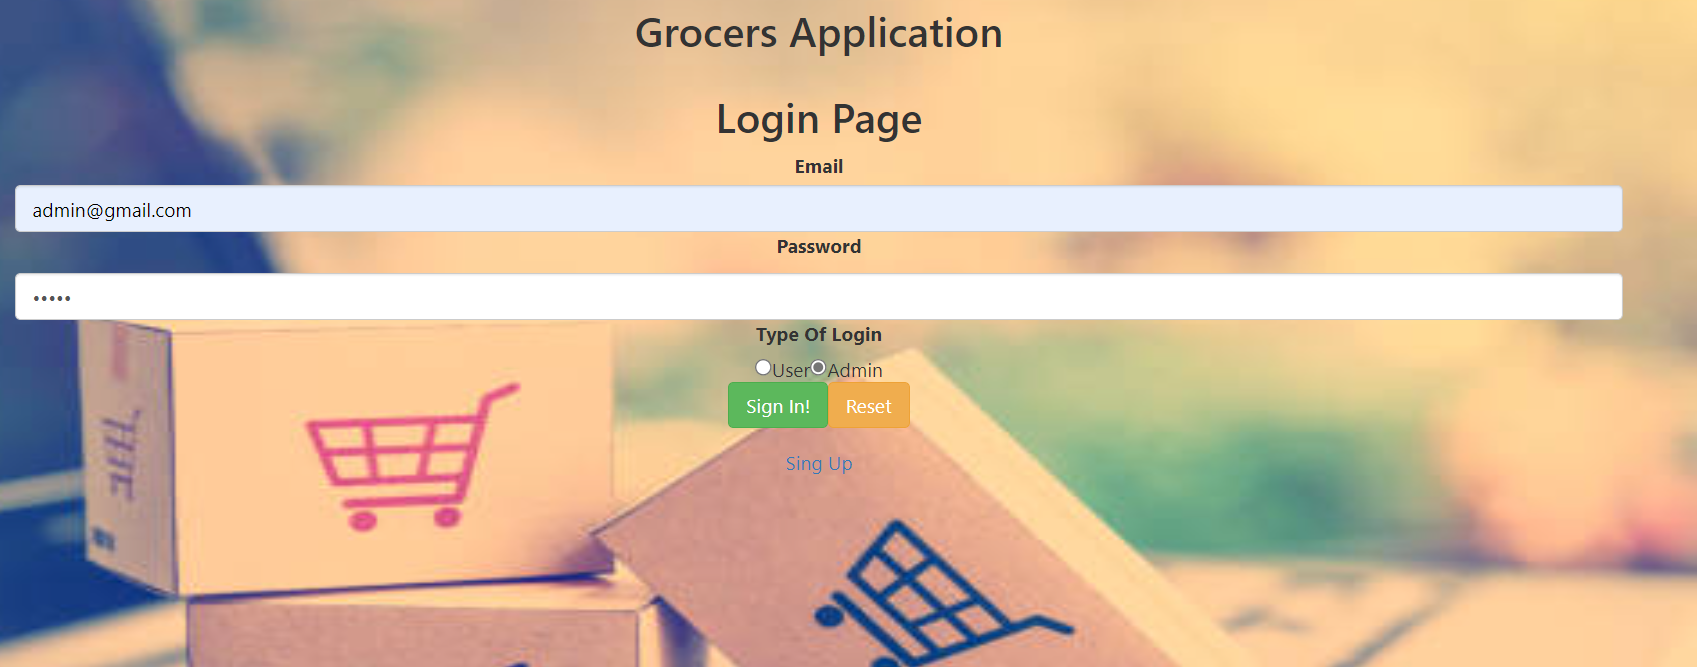 Grocers Application
Login Page
Email
admin@gmail.com
Password
•••••
Type Of Login
User Admin
Sign In! Reset
Sing Up